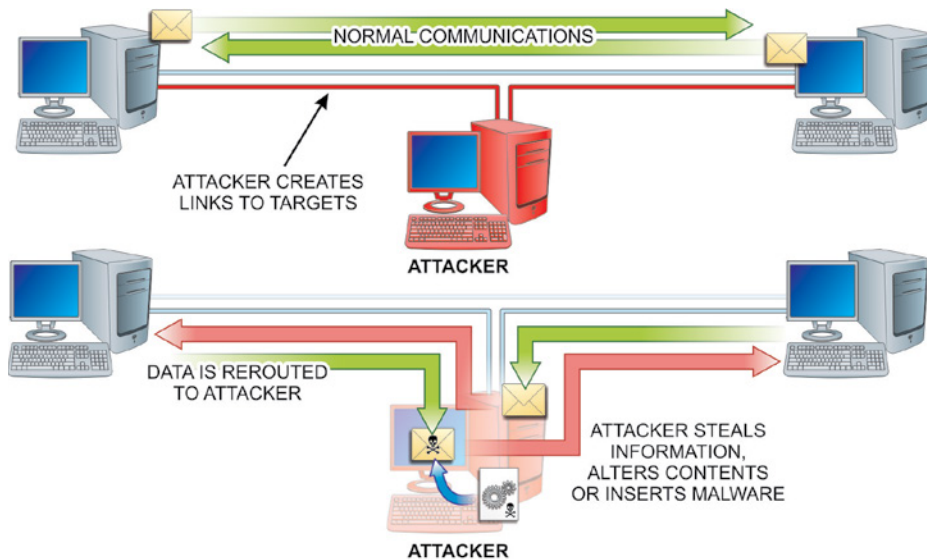 NORMAL COMMUNICATIONS
ATTACKER CREATES
LINKS TO TARGETS
ATTACKER
DATA IS REROUTED
TO ATTACKER
ATTACKER STEALS
INFORMATION,
ALTERS CONTENTS
OR INSERTS MALWARE
ATTACKER